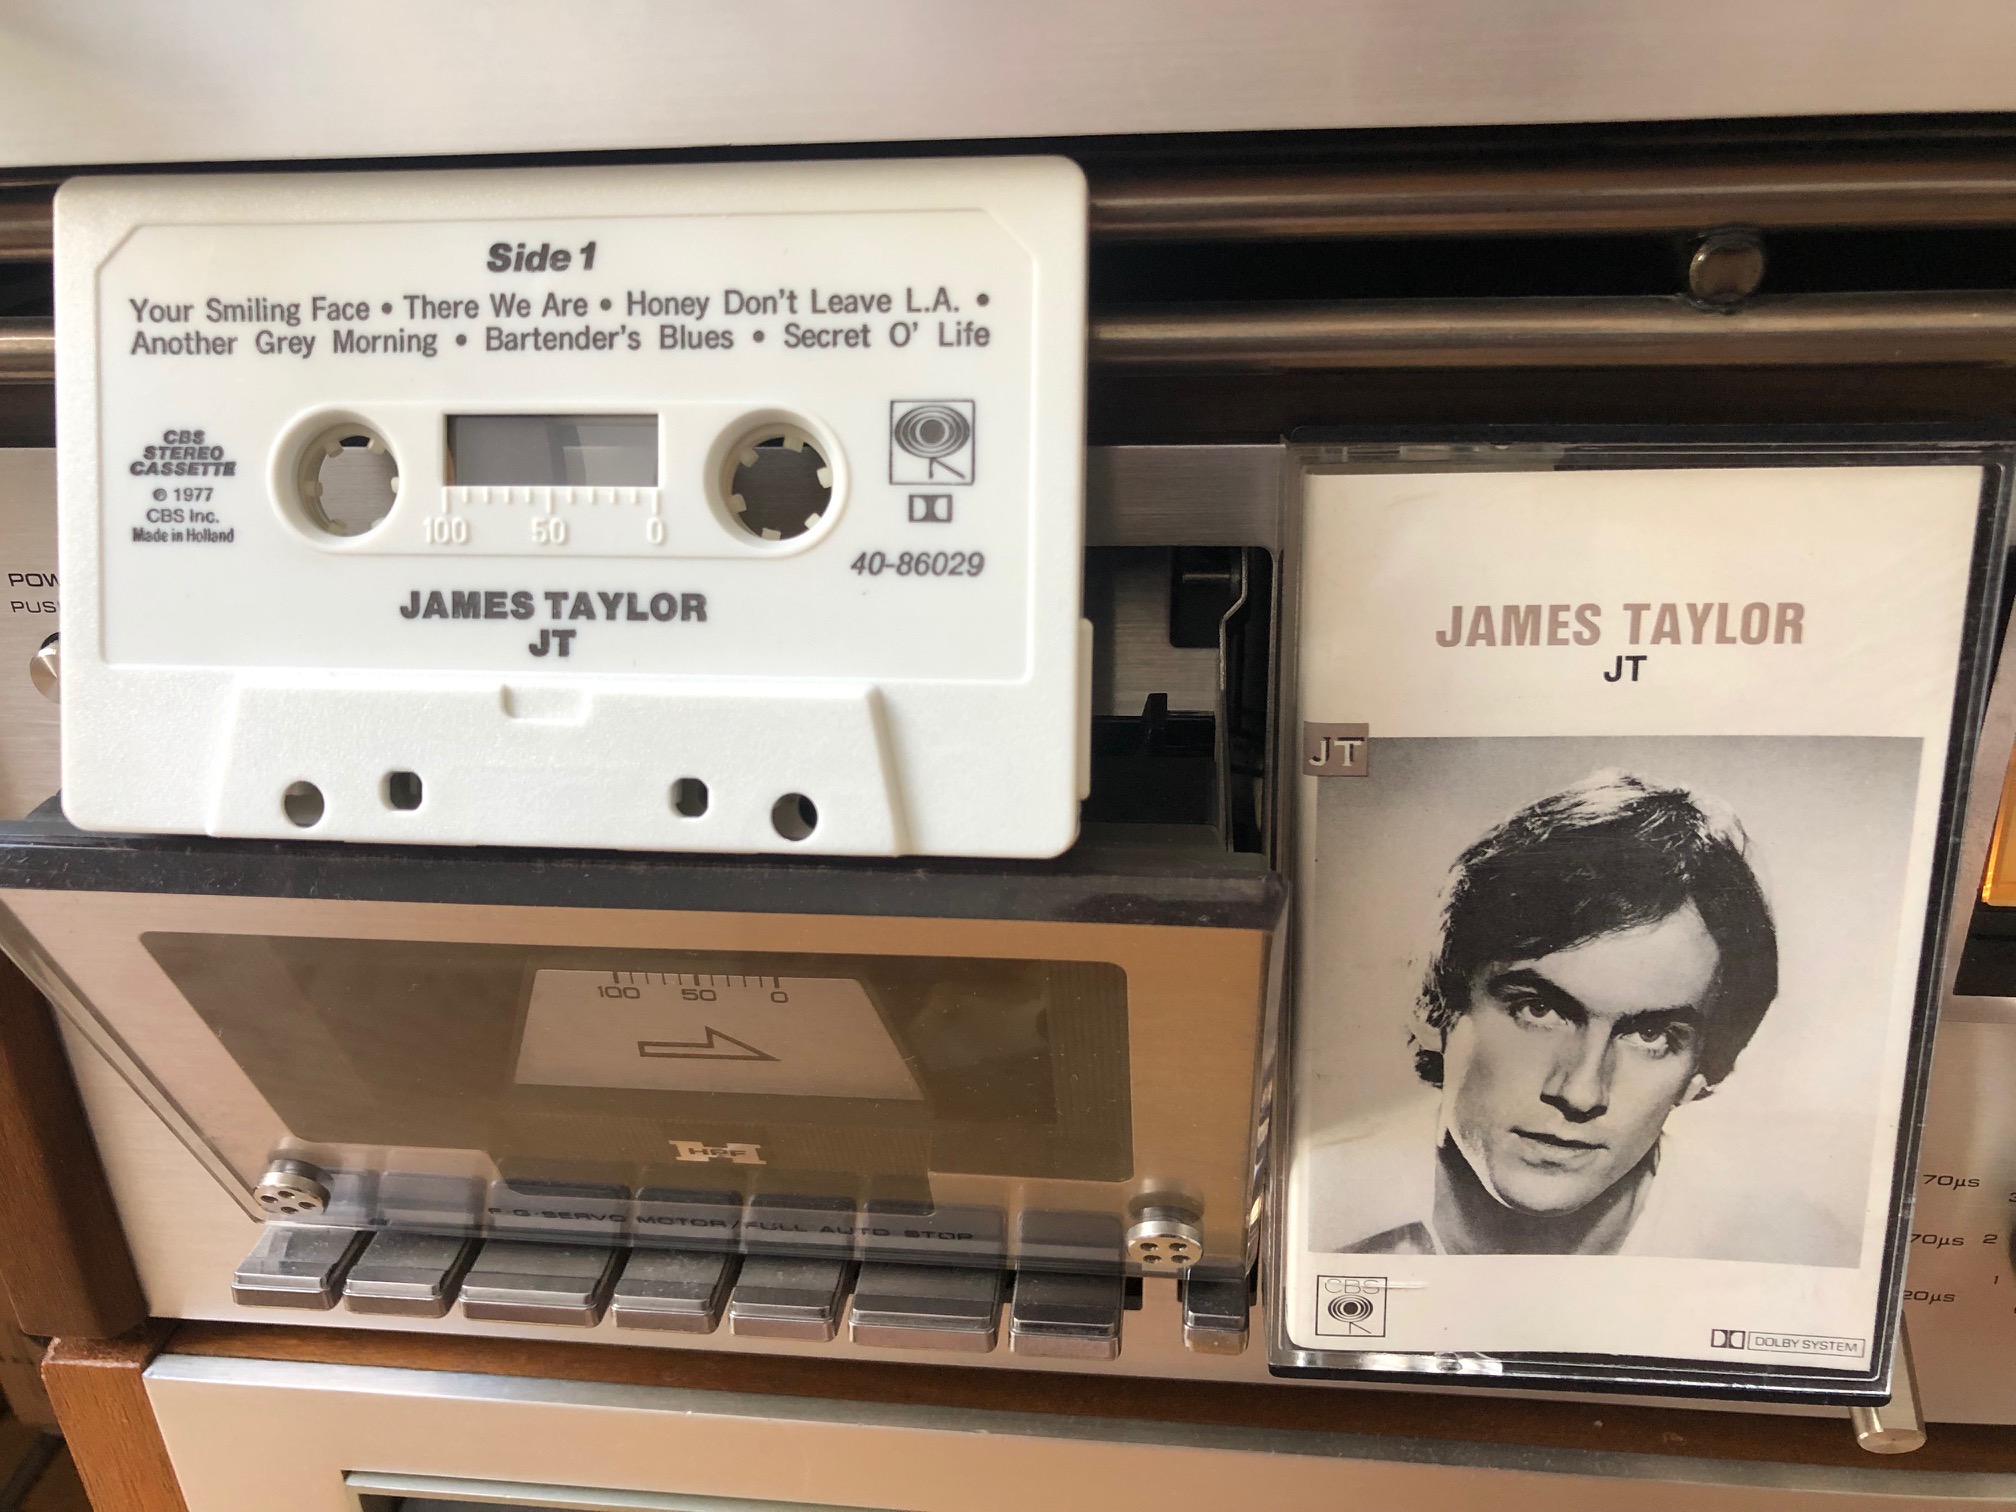 Side 1
Your Smiling Face • There We Are • Honey Don't Leave L.A. •
Another Grey Morning • Bartender's Blues • Secret O' Life
CBS
STEREO
CASSETTE
℗ 1977
CBS Inc.
Made in Holland
100 50 0
40-86029
JAMES TAYLOR
JT
JAMES TAYLOR
JT
JT
CBS
DOLBY SYSTEM
100 50 0
HPF
F.G.SERVO MOTOR/FULL AUTO STOP
70µs
70µs 2
1